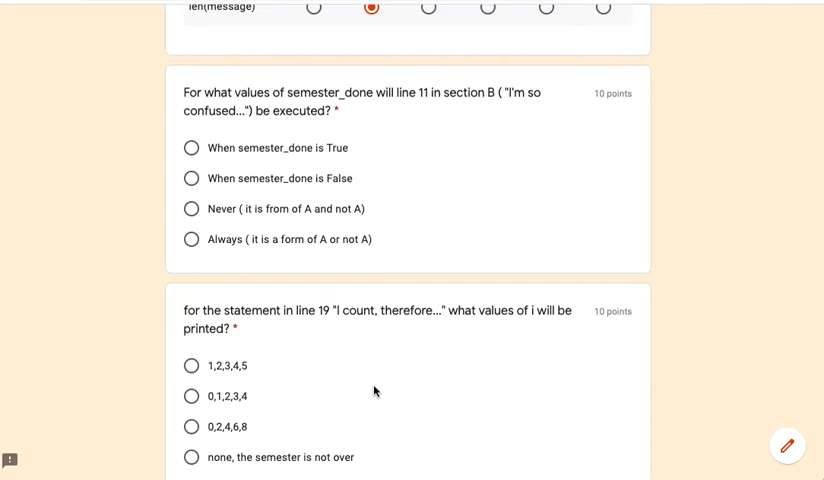 len(message)
For what values of semester_done will line 11 in section B ( "I'm so
confused...") be executed? *
10 points
When semester_done is True
When semester_done is False
Never ( it is from of A and not A)
Always ( it is a form of A or not A)
for the statement in line 19 "I count, therefore..." what values of i will be
printed? *
10 points
1,2,3,4,5
0,1,2,3,4
0,2,4,6,8
none, the semester is not over